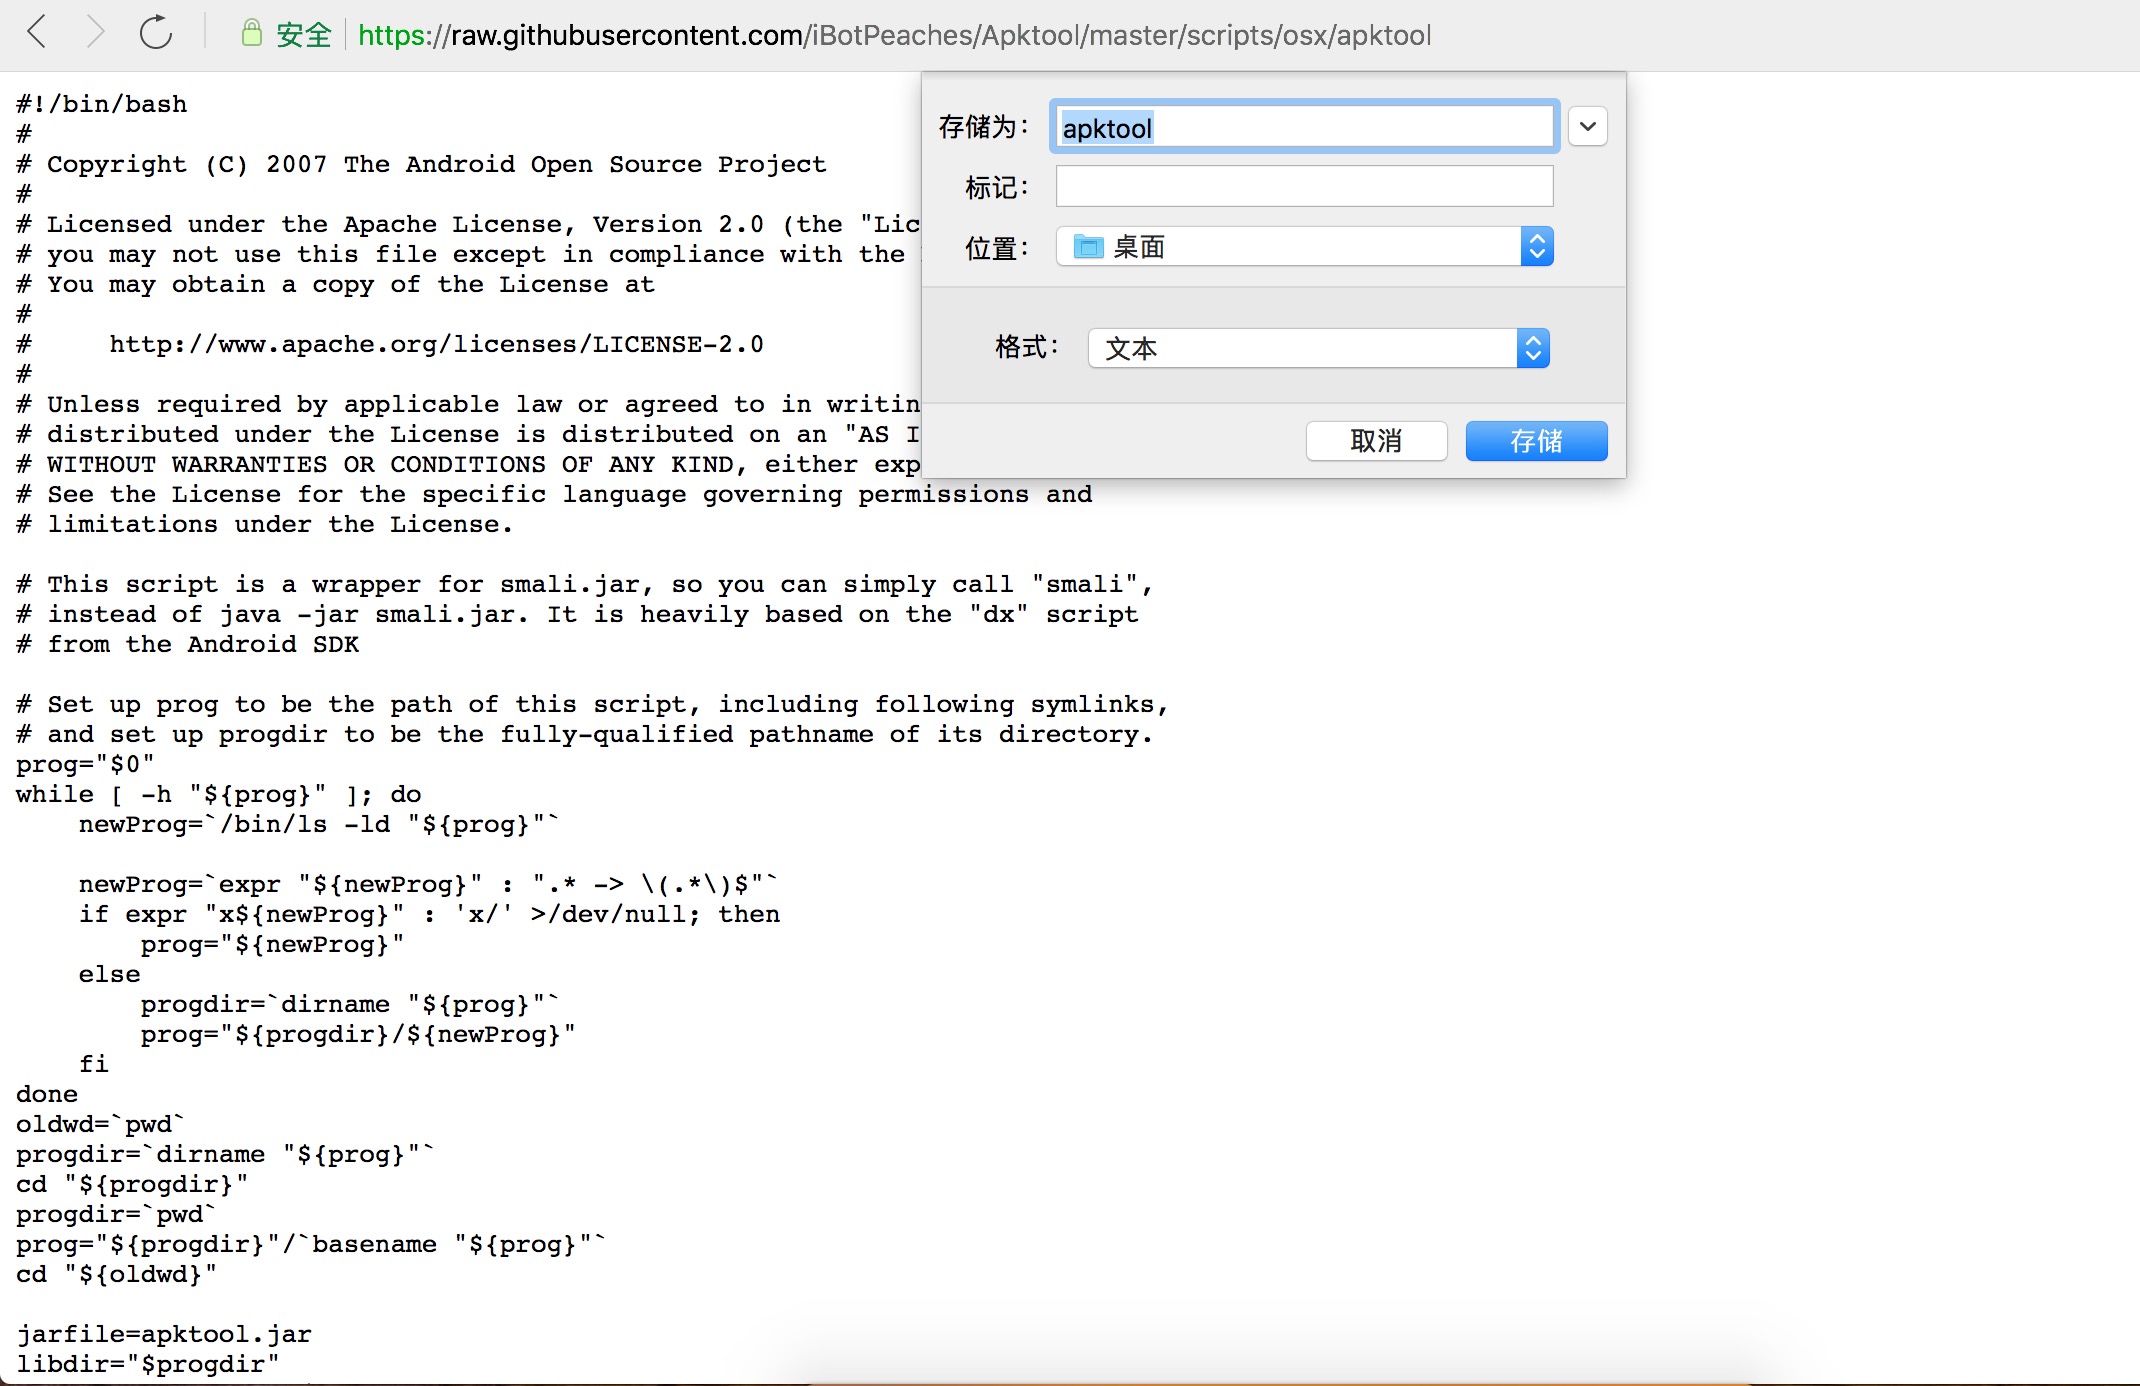 安全 https://raw.githubusercontent.com/iBotPeaches/Apktool/master/scripts/osx/apktool
存储为： apktool
标记：
位置： 桌面
格式： 文本
取消 存储
#!/bin/bash
#
# Copyright (C) 2007 The Android Open Source Project
#
# Licensed under the Apache License, Version 2.0 (the "Lic
# you may not use this file except in compliance with the
# You may obtain a copy of the License at
#
#      http://www.apache.org/licenses/LICENSE-2.0
#
# Unless required by applicable law or agreed to in writin
# distributed under the License is distributed on an "AS I
# WITHOUT WARRANTIES OR CONDITIONS OF ANY KIND, either exp
# See the License for the specific language governing permissions and
# limitations under the License.

# This script is a wrapper for smali.jar, so you can simply call "smali",
# instead of java -jar smali.jar. It is heavily based on the "dx" script
# from the Android SDK

# Set up prog to be the path of this script, including following symlinks,
# and set up progdir to be the fully-qualified pathname of its directory.
prog="$0"
while [ -h "${prog}" ]; do
    newProg=`/bin/ls -ld "${prog}"`

    newProg=`expr "${newProg}" : ".* -> \(.*\)$"`
    if expr "x${newProg}" : 'x/' >/dev/null; then
        prog="${newProg}"
    else
        progdir=`dirname "${prog}"`
        prog="${progdir}/${newProg}"
    fi
done
oldwd=`pwd`
progdir=`dirname "${prog}"`
cd "${progdir}"
progdir=`pwd`
prog="${progdir}"/`basename "${prog}"`
cd "${oldwd}"

jarfile=apktool.jar
libdir="$progdir"